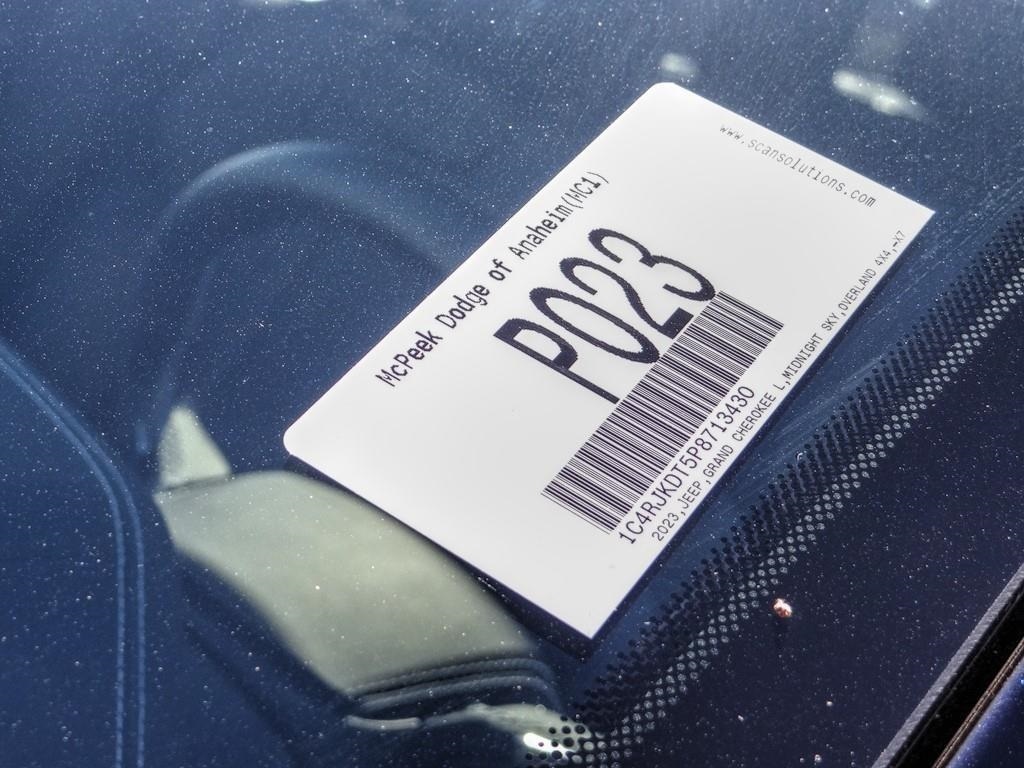 www.scansolutions.com
McPeek Dodge of Anaheim(MC1)
P023
1C4RJKDT5P8713430
2023,JEEP,GRAND CHEROKEE L,MIDNIGHT SKY,OVERLAND 4X4,-X7